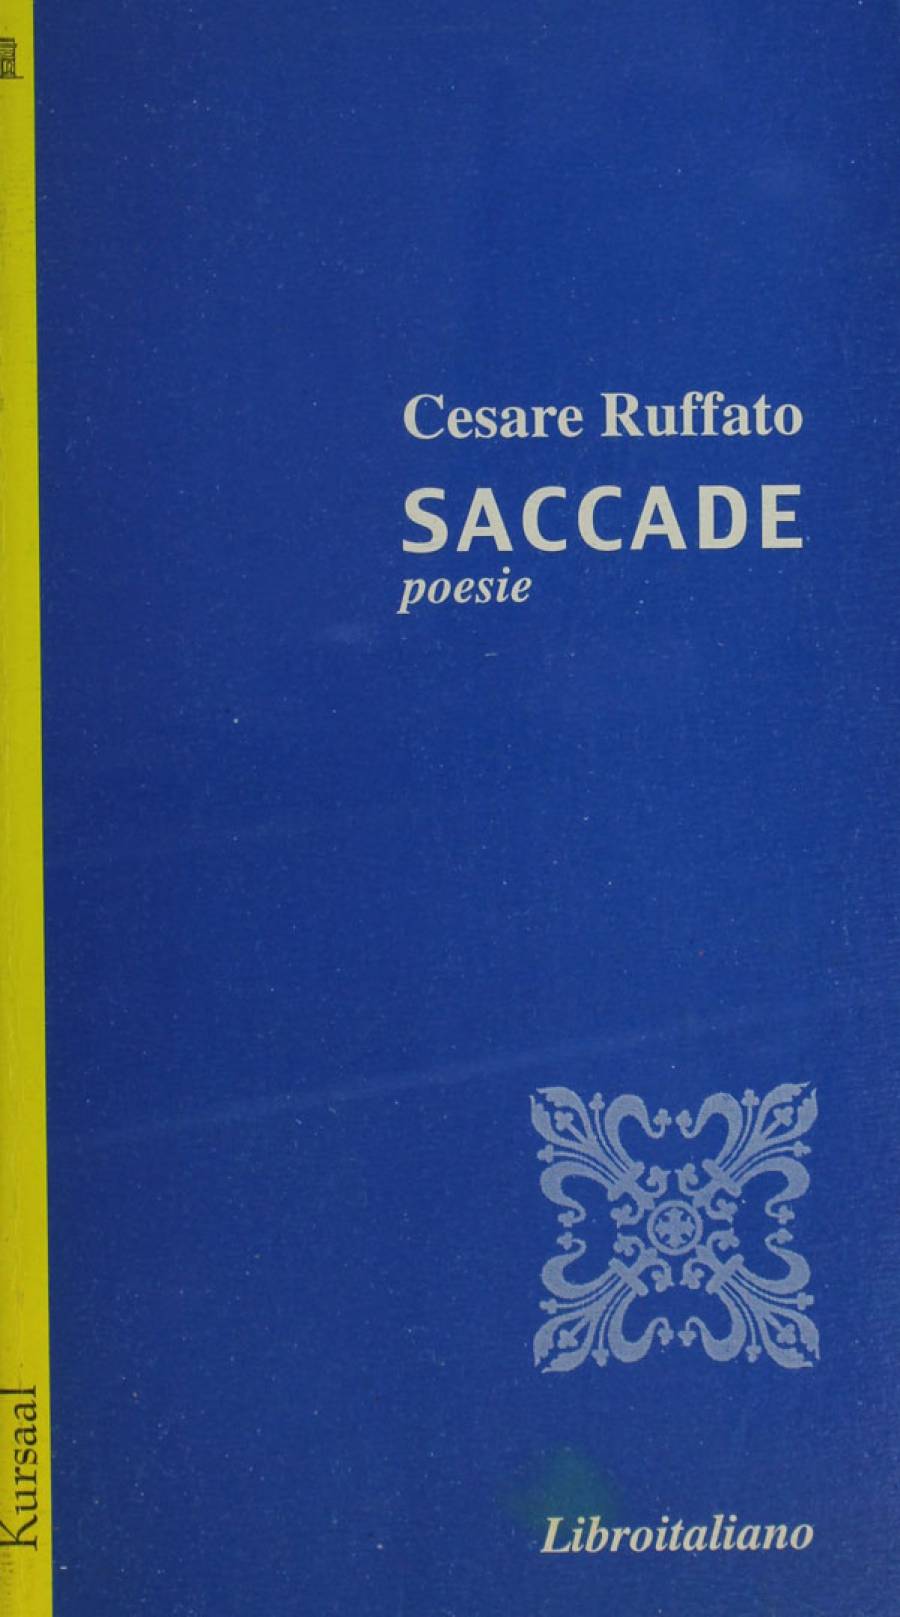 Cesare Ruffato
SACCADE
poesie
Libroitaliano
Kursaal